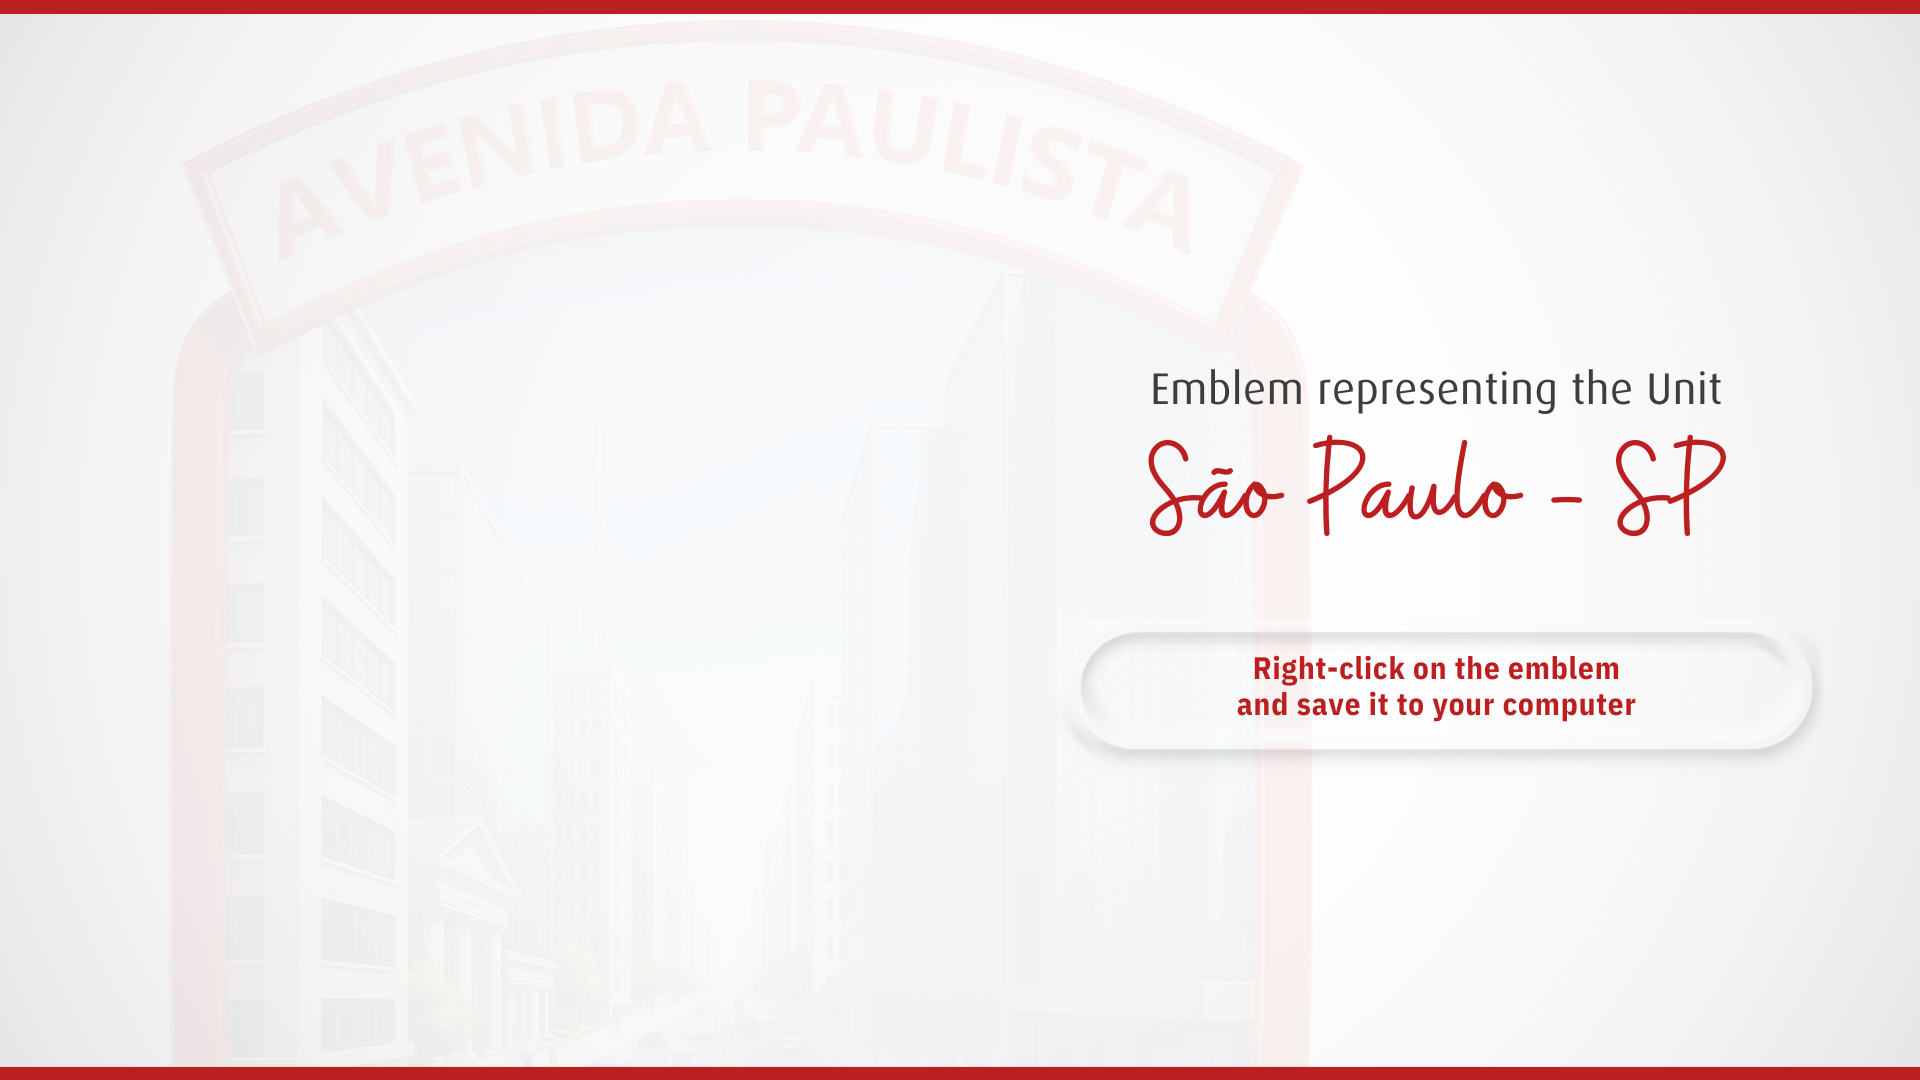 AVENIDA PAULISTA
Emblem representing the Unit
São Paulo - SP
Right-click on the emblem
and save it to your computer